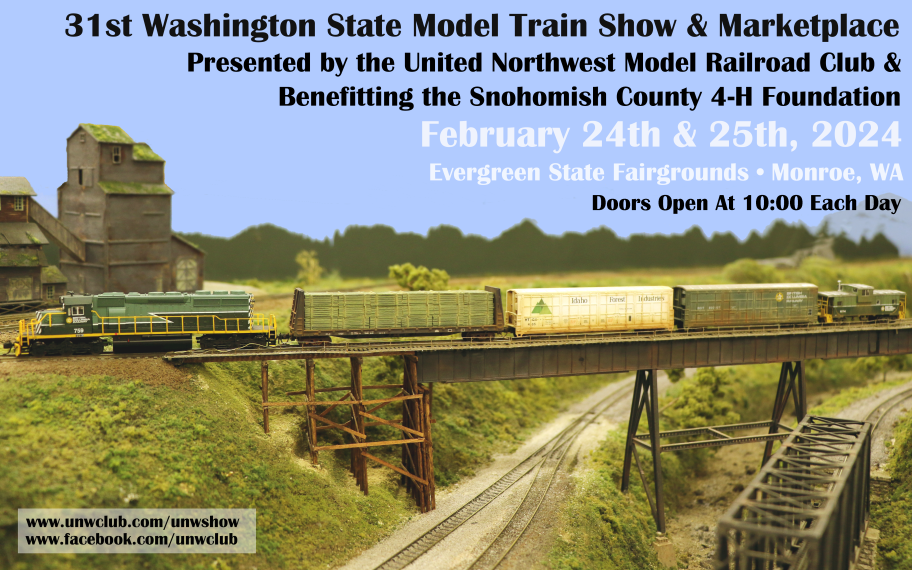 31st Washington State Model Train Show & Marketplace
Presented by the United Northwest Model Railroad Club &
Benefitting the Snohomish County 4-H Foundation
February 24th & 25th, 2024
Evergreen State Fairgrounds • Monroe, WA
Doors Open At 10:00 Each Day
Idaho Forest Industries
759
www.unwclub.com/unwshow
www.facebook.com/unwclub